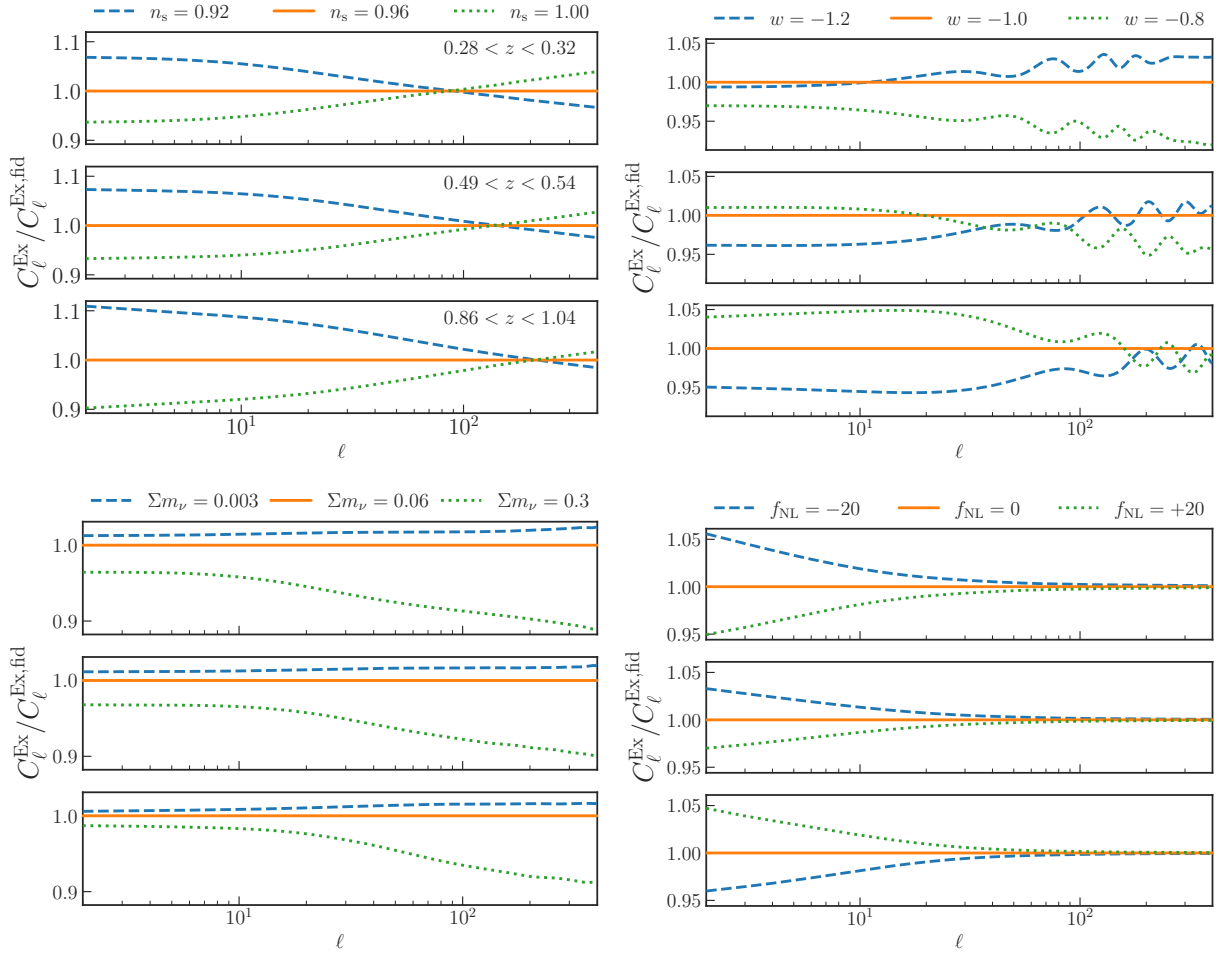 n_s = 0.92 n_s = 0.96 n_s = 1.00
1.1
1.0
0.9
0.28 < z < 0.32
1.1
1.0
0.9
0.49 < z < 0.54
1.1
1.0
0.9
0.86 < z < 1.04
C_ℓ^Ex/C_ℓ^Ex,fid
10^1 10^2
ℓ
w = −1.2 w = −1.0 w = −0.8
1.05
1.00
0.95
1.05
1.00
0.95
1.05
1.00
0.95
C_ℓ^Ex/C_ℓ^Ex,fid
10^1 10^2
ℓ
Σm_ν = 0.003 Σm_ν = 0.06 Σm_ν = 0.3
1.0
0.9
1.0
0.9
1.0
0.9
C_ℓ^Ex/C_ℓ^Ex,fid
10^1 10^2
ℓ
f_NL = −20 f_NL = 0 f_NL = +20
1.05
1.00
0.95
1.05
1.00
0.95
1.05
1.00
0.95
C_ℓ^Ex/C_ℓ^Ex,fid
10^1 10^2
ℓ